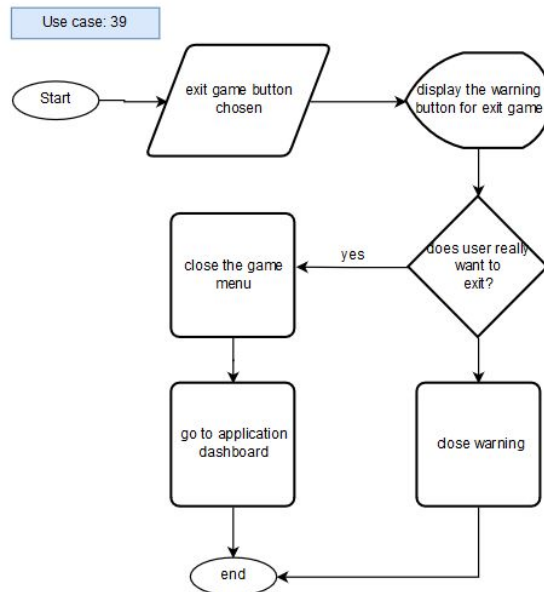 Use case: 39
Start
exit game button
chosen
display the warning
button for exit game
does user really
want to
exit?
yes
close the game
menu
go to application
dashboard
close warning
end